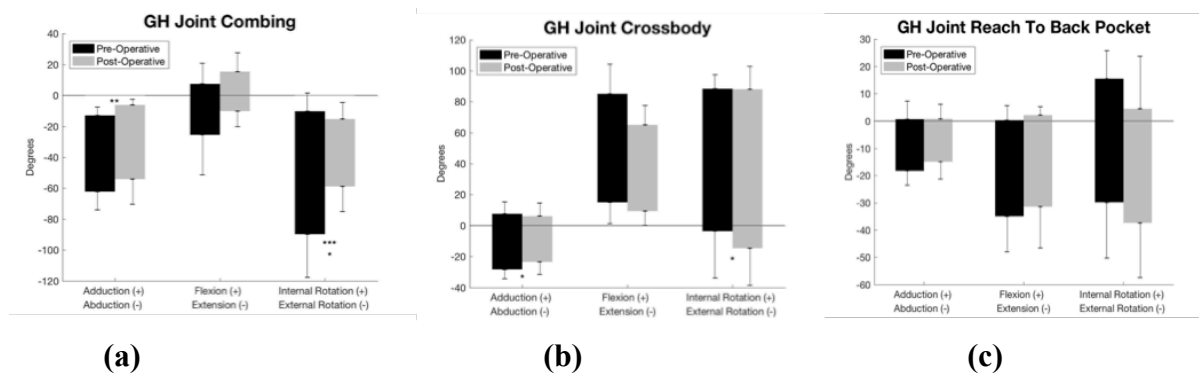 GH Joint Combing
40
20
0
-20
-40
-60
-80
-100
-120
Degrees
Pre-Operative
Post-Operative
**
***
*
Adduction (+) Flexion (+) Internal Rotation (+)
Abduction (-) Extension (-) External Rotation (-)
(a)
GH Joint Crossbody
120
100
80
60
40
20
0
-20
-40
Degrees
Pre-Operative
Post-Operative
*
*
Adduction (+) Flexion (+) Internal Rotation (+)
Abduction (-) Extension (-) External Rotation (-)
(b)
GH Joint Reach To Back Pocket
30
20
10
0
-10
-20
-30
-40
-50
-60
Degrees
Pre-Operative
Post-Operative
Adduction (+) Flexion (+) Internal Rotation (+)
Abduction (-) Extension (-) External Rotation (-)
(c)